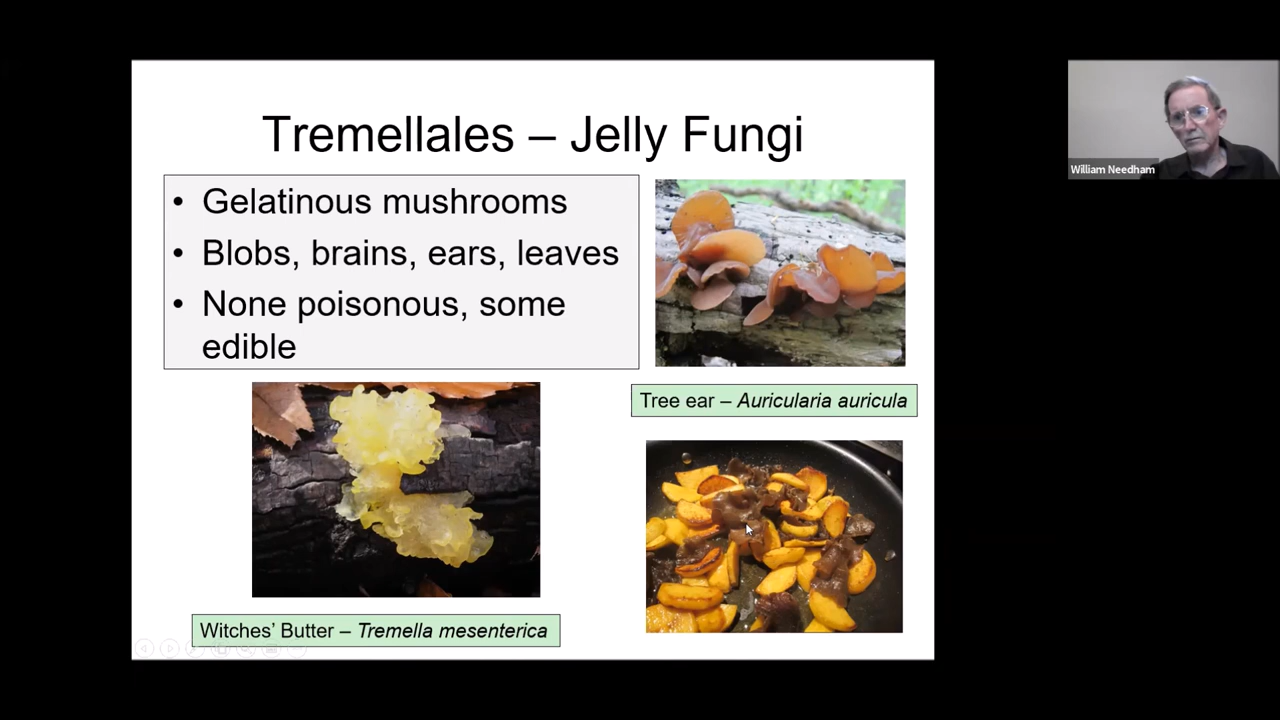 Tremellales – Jelly Fungi
• Gelatinous mushrooms
• Blobs, brains, ears, leaves
• None poisonous, some
edible
Tree ear – Auricularia auricula
Witches’ Butter – Tremella mesenterica
William Needham